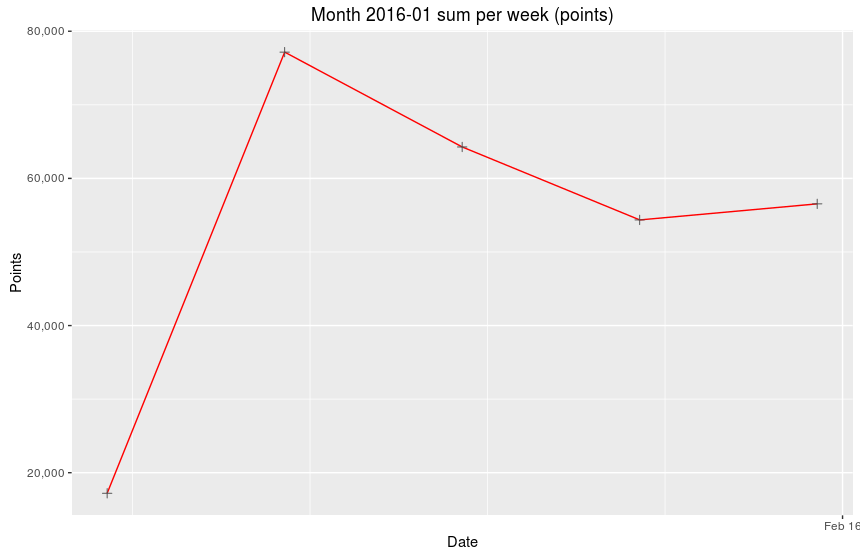 Month 2016-01 sum per week (points)
80,000
60,000
40,000
20,000
Points
Feb 16
Date